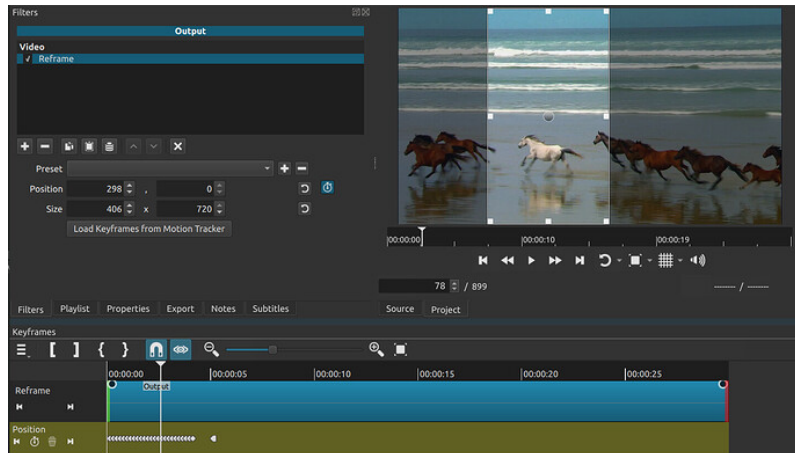 Filters
Output
Video
Reframe
Preset
Position 298 , 0
Size 406 x 720
Load Keyframes from Motion Tracker
00:00:00 00:00:10 00:00:19
78 / 899 --------- / ---------
Filters Playlist Properties Export Notes Subtitles
Source Project
Keyframes
00:00:00 00:00:05 00:00:10 00:00:15 00:00:20 00:00:25
Output
Reframe
Position